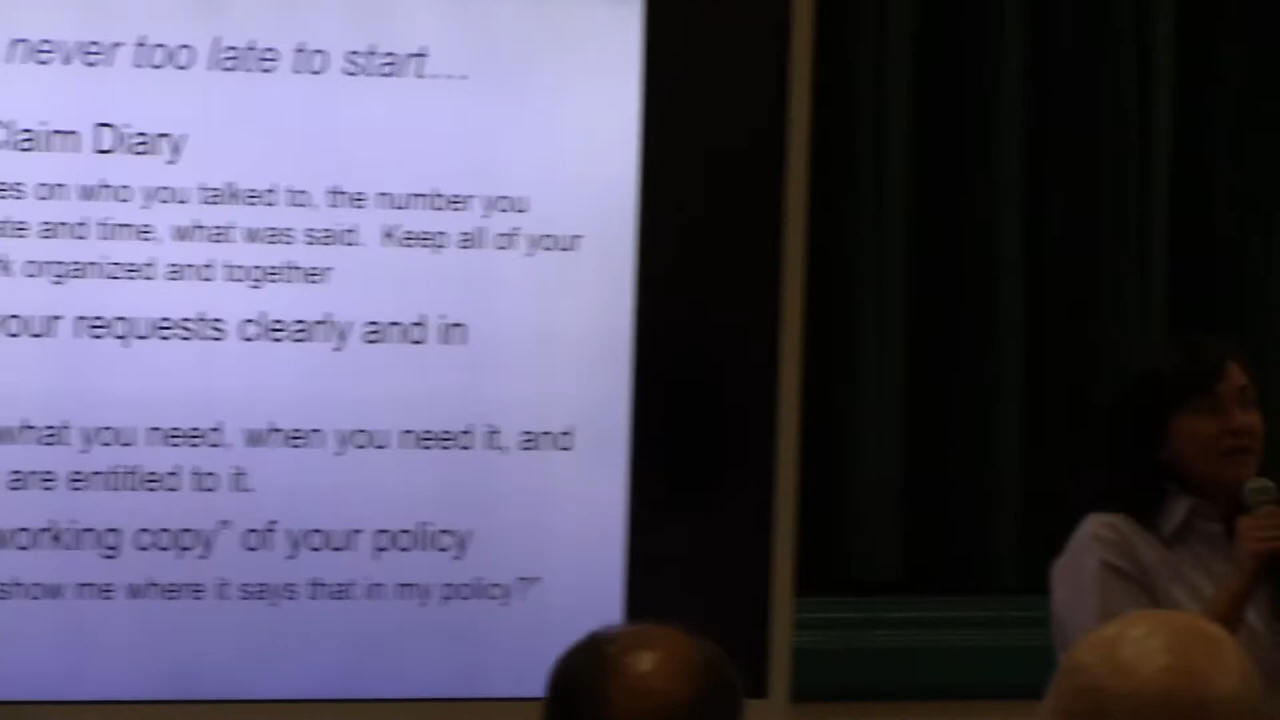 never too late to start....
Claim Diary
es on who you talked to, the number you
ate and time, what was said. Keep all of your
k organized and together
your requests clearly and in
what you need, when you need it, and
are entitled to it.
working copy" of your policy
show me where it says that in my policy?"